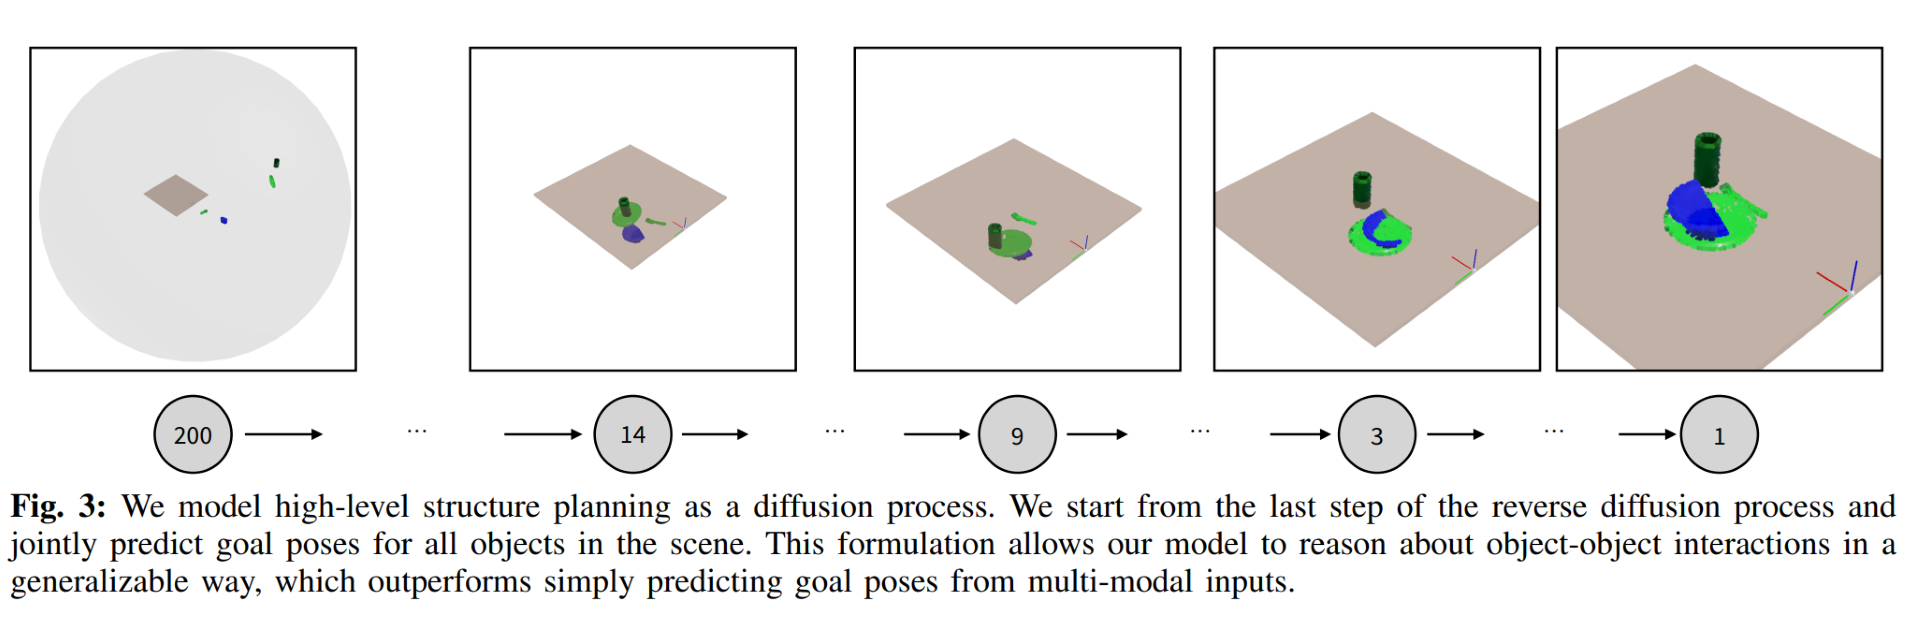 200 ... 14 ... 9 ... 3 ... 1
Fig. 3: We model high-level structure planning as a diffusion process. We start from the last step of the reverse diffusion process and
jointly predict goal poses for all objects in the scene. This formulation allows our model to reason about object-object interactions in a
generalizable way, which outperforms simply predicting goal poses from multi-modal inputs.